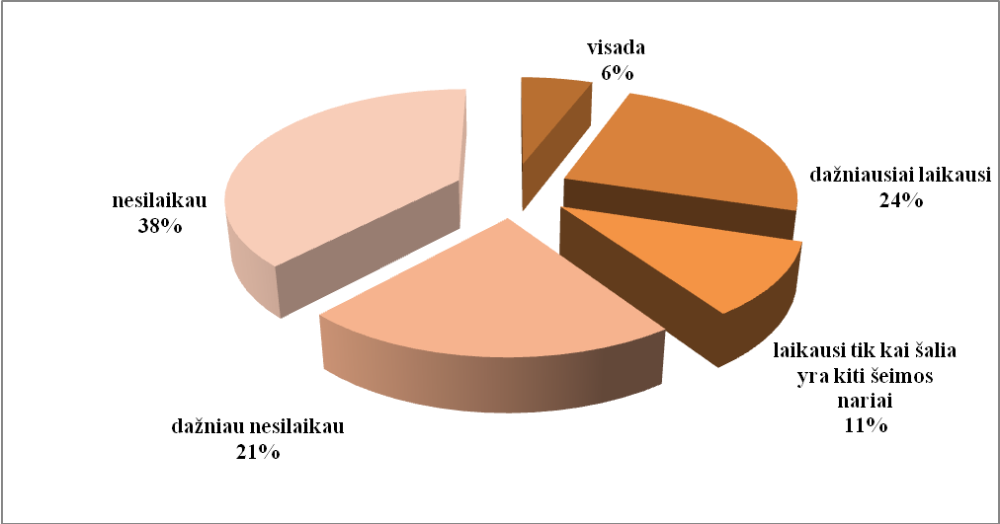 visada
6%
dažniausiai laikausi
24%
laikausi tik kai šalia
yra kiti šeimos
nariai
11%
dažniau nesilaikau
21%
nesilaikau
38%